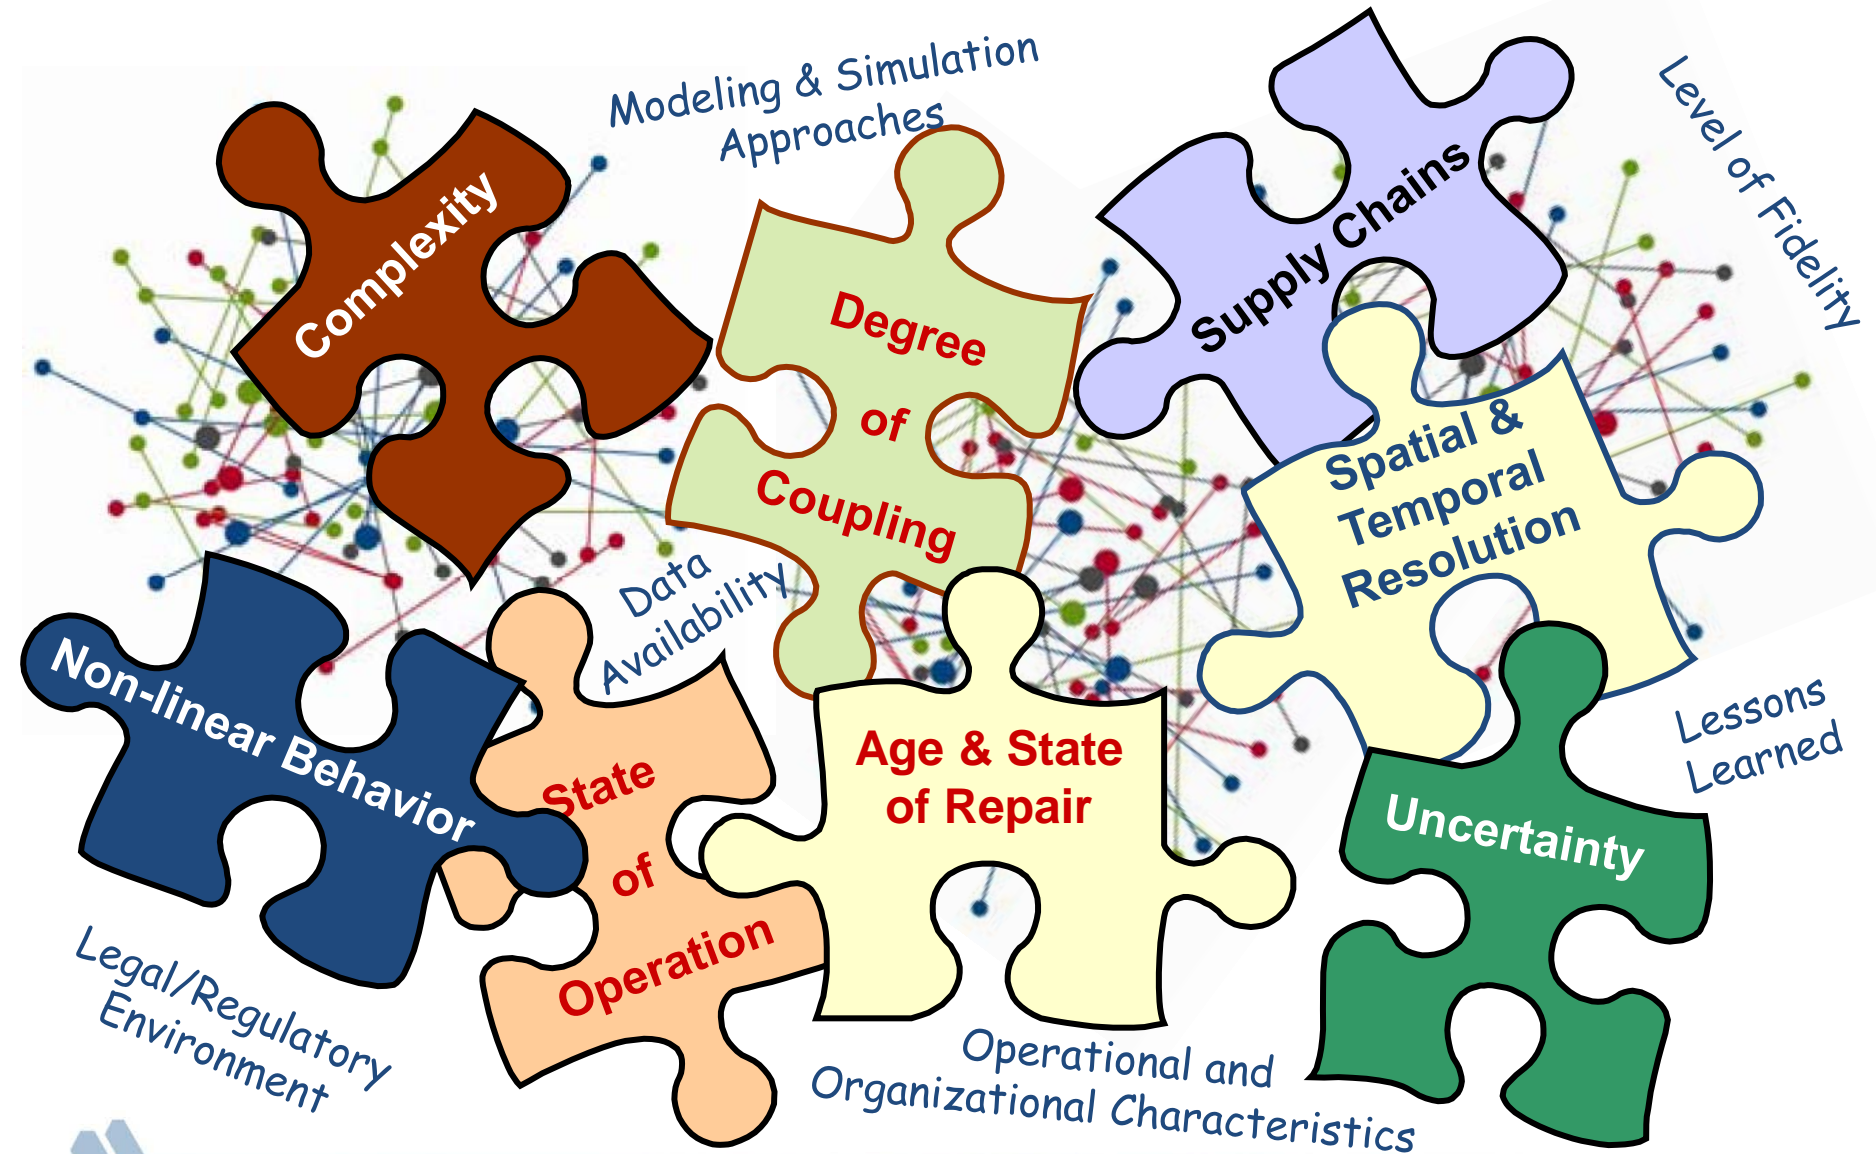 Modeling & Simulation
Approaches
Level of Fidelity
Complexity
Supply Chains
Degree
of
Coupling
Spatial &
Temporal
Resolution
Data
Availability
Non-linear Behavior
State
of
Operation
Age & State
of Repair
Lessons
Learned
Uncertainty
Legal/Regulatory
Environment
Operational and
Organizational Characteristics